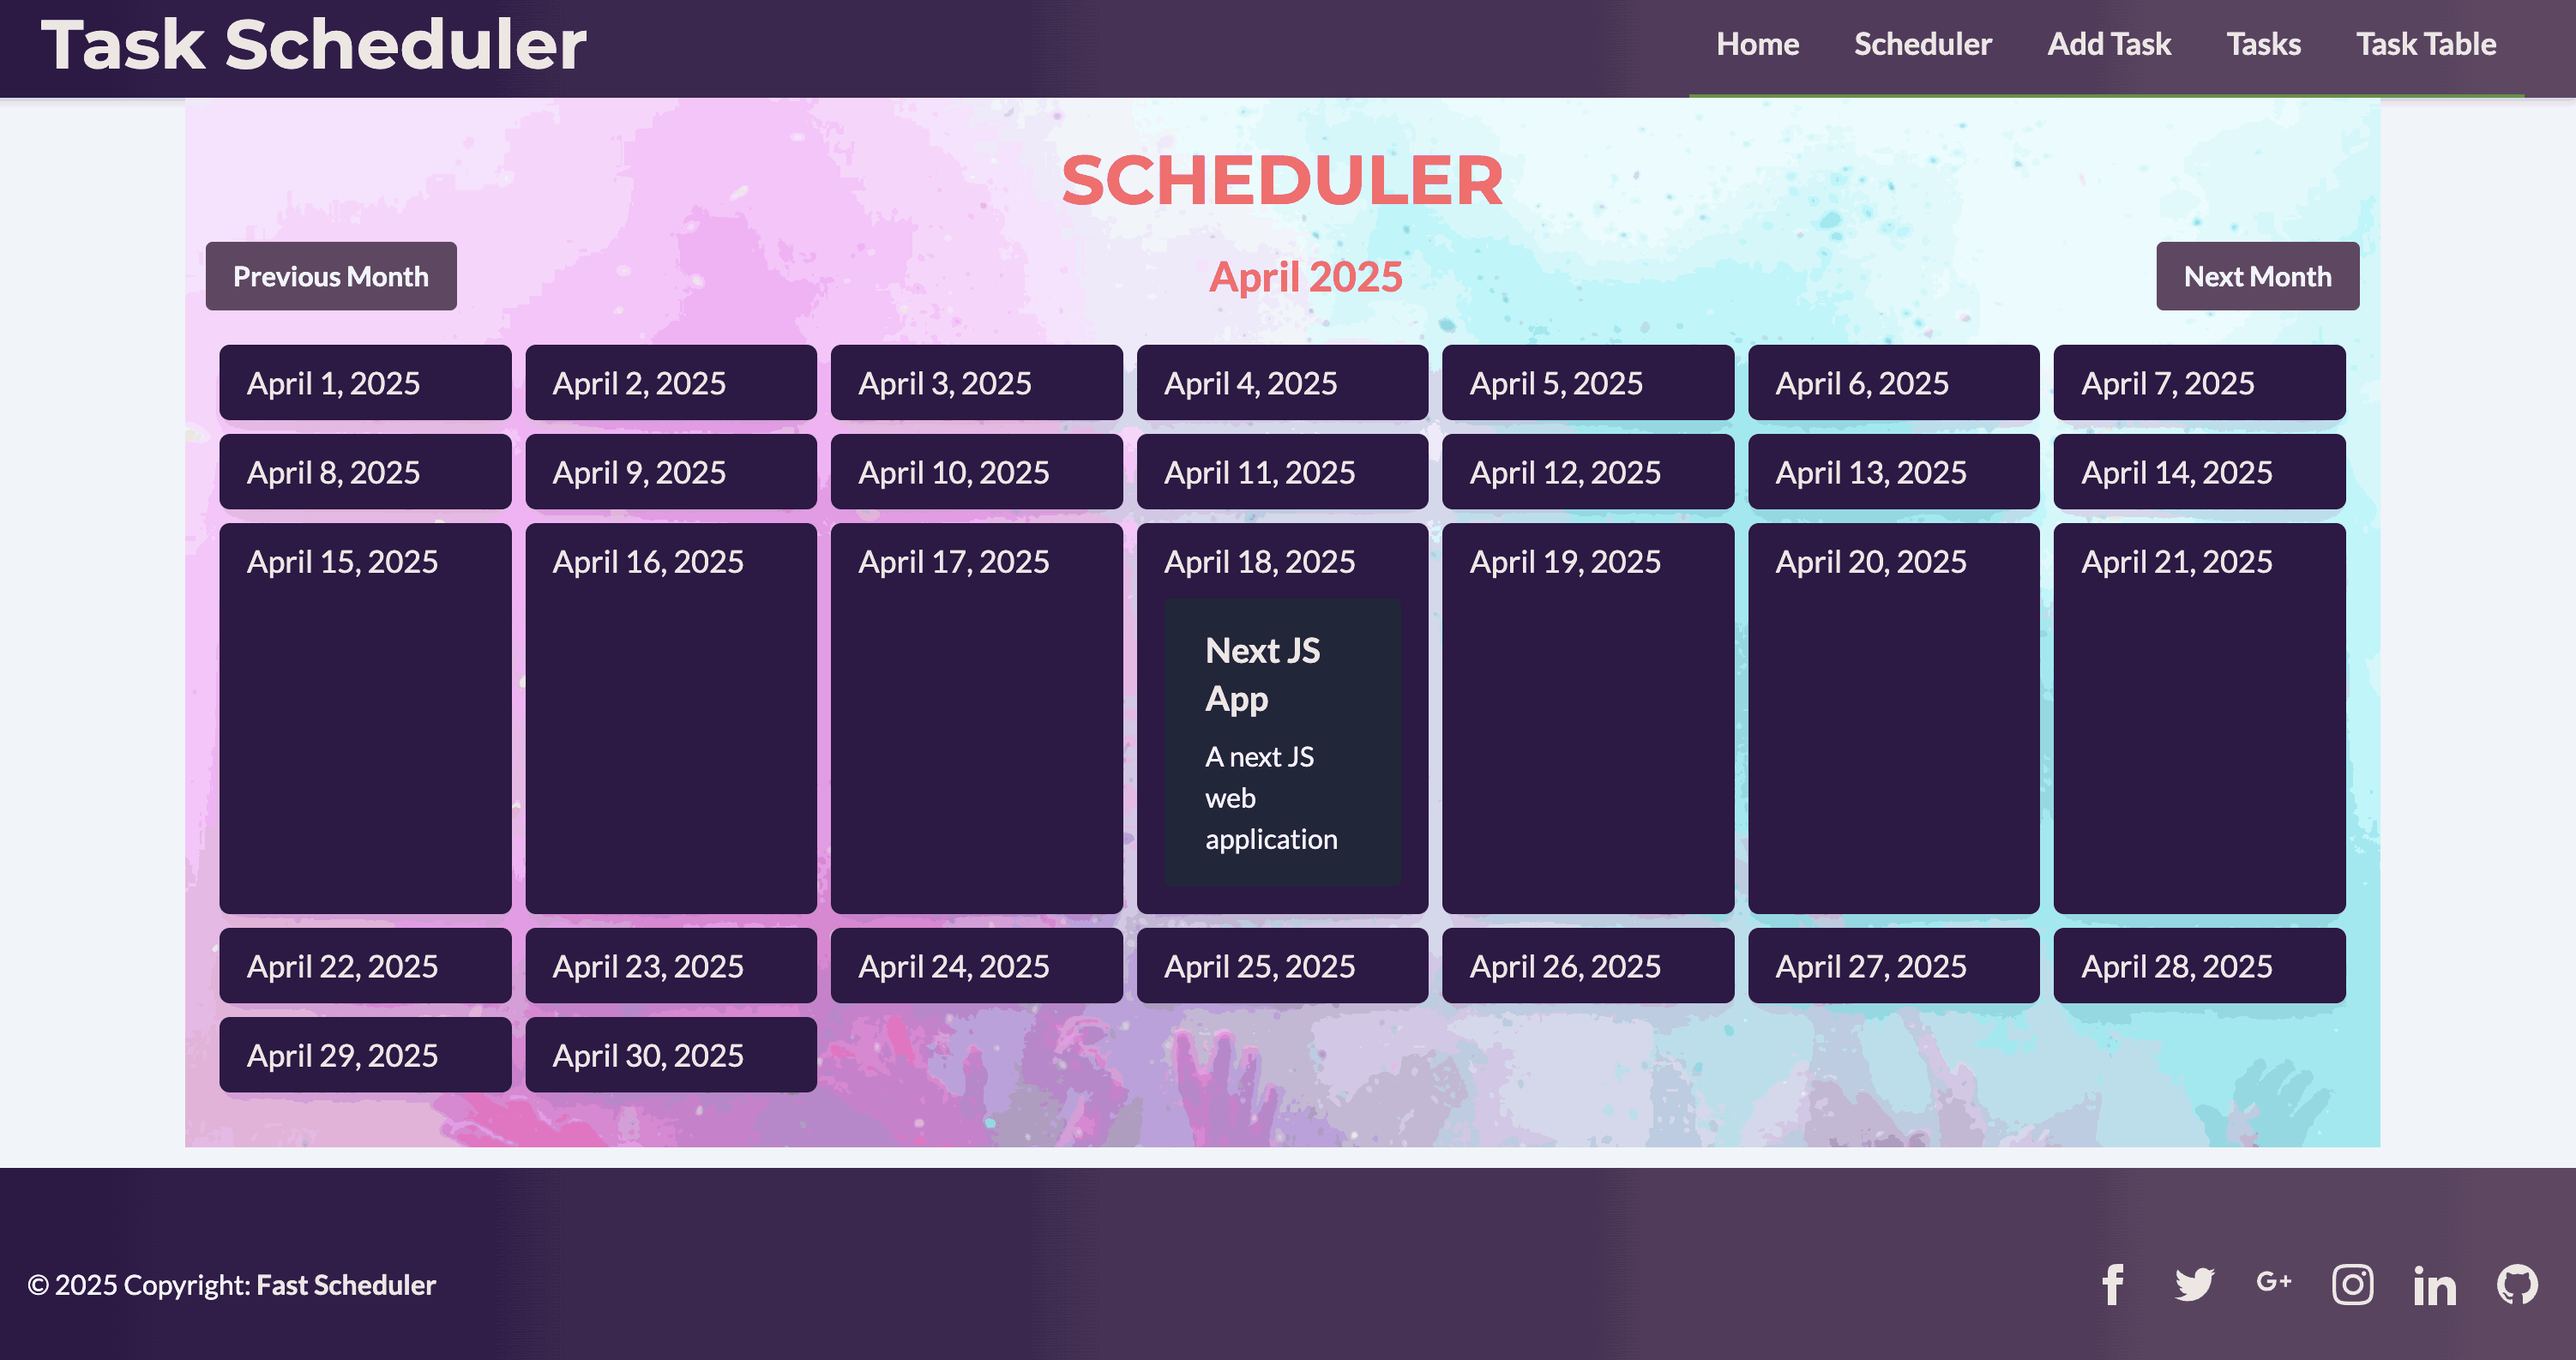 Task Scheduler
Home Scheduler Add Task Tasks Task Table
SCHEDULER
Previous Month April 2025 Next Month
April 1, 2025 April 2, 2025 April 3, 2025 April 4, 2025 April 5, 2025 April 6, 2025 April 7, 2025
April 8, 2025 April 9, 2025 April 10, 2025 April 11, 2025 April 12, 2025 April 13, 2025 April 14, 2025
April 15, 2025 April 16, 2025 April 17, 2025 April 18, 2025 April 19, 2025 April 20, 2025 April 21, 2025
Next JS
App
A next JS
web
application
April 22, 2025 April 23, 2025 April 24, 2025 April 25, 2025 April 26, 2025 April 27, 2025 April 28, 2025
April 29, 2025 April 30, 2025
© 2025 Copyright: Fast Scheduler